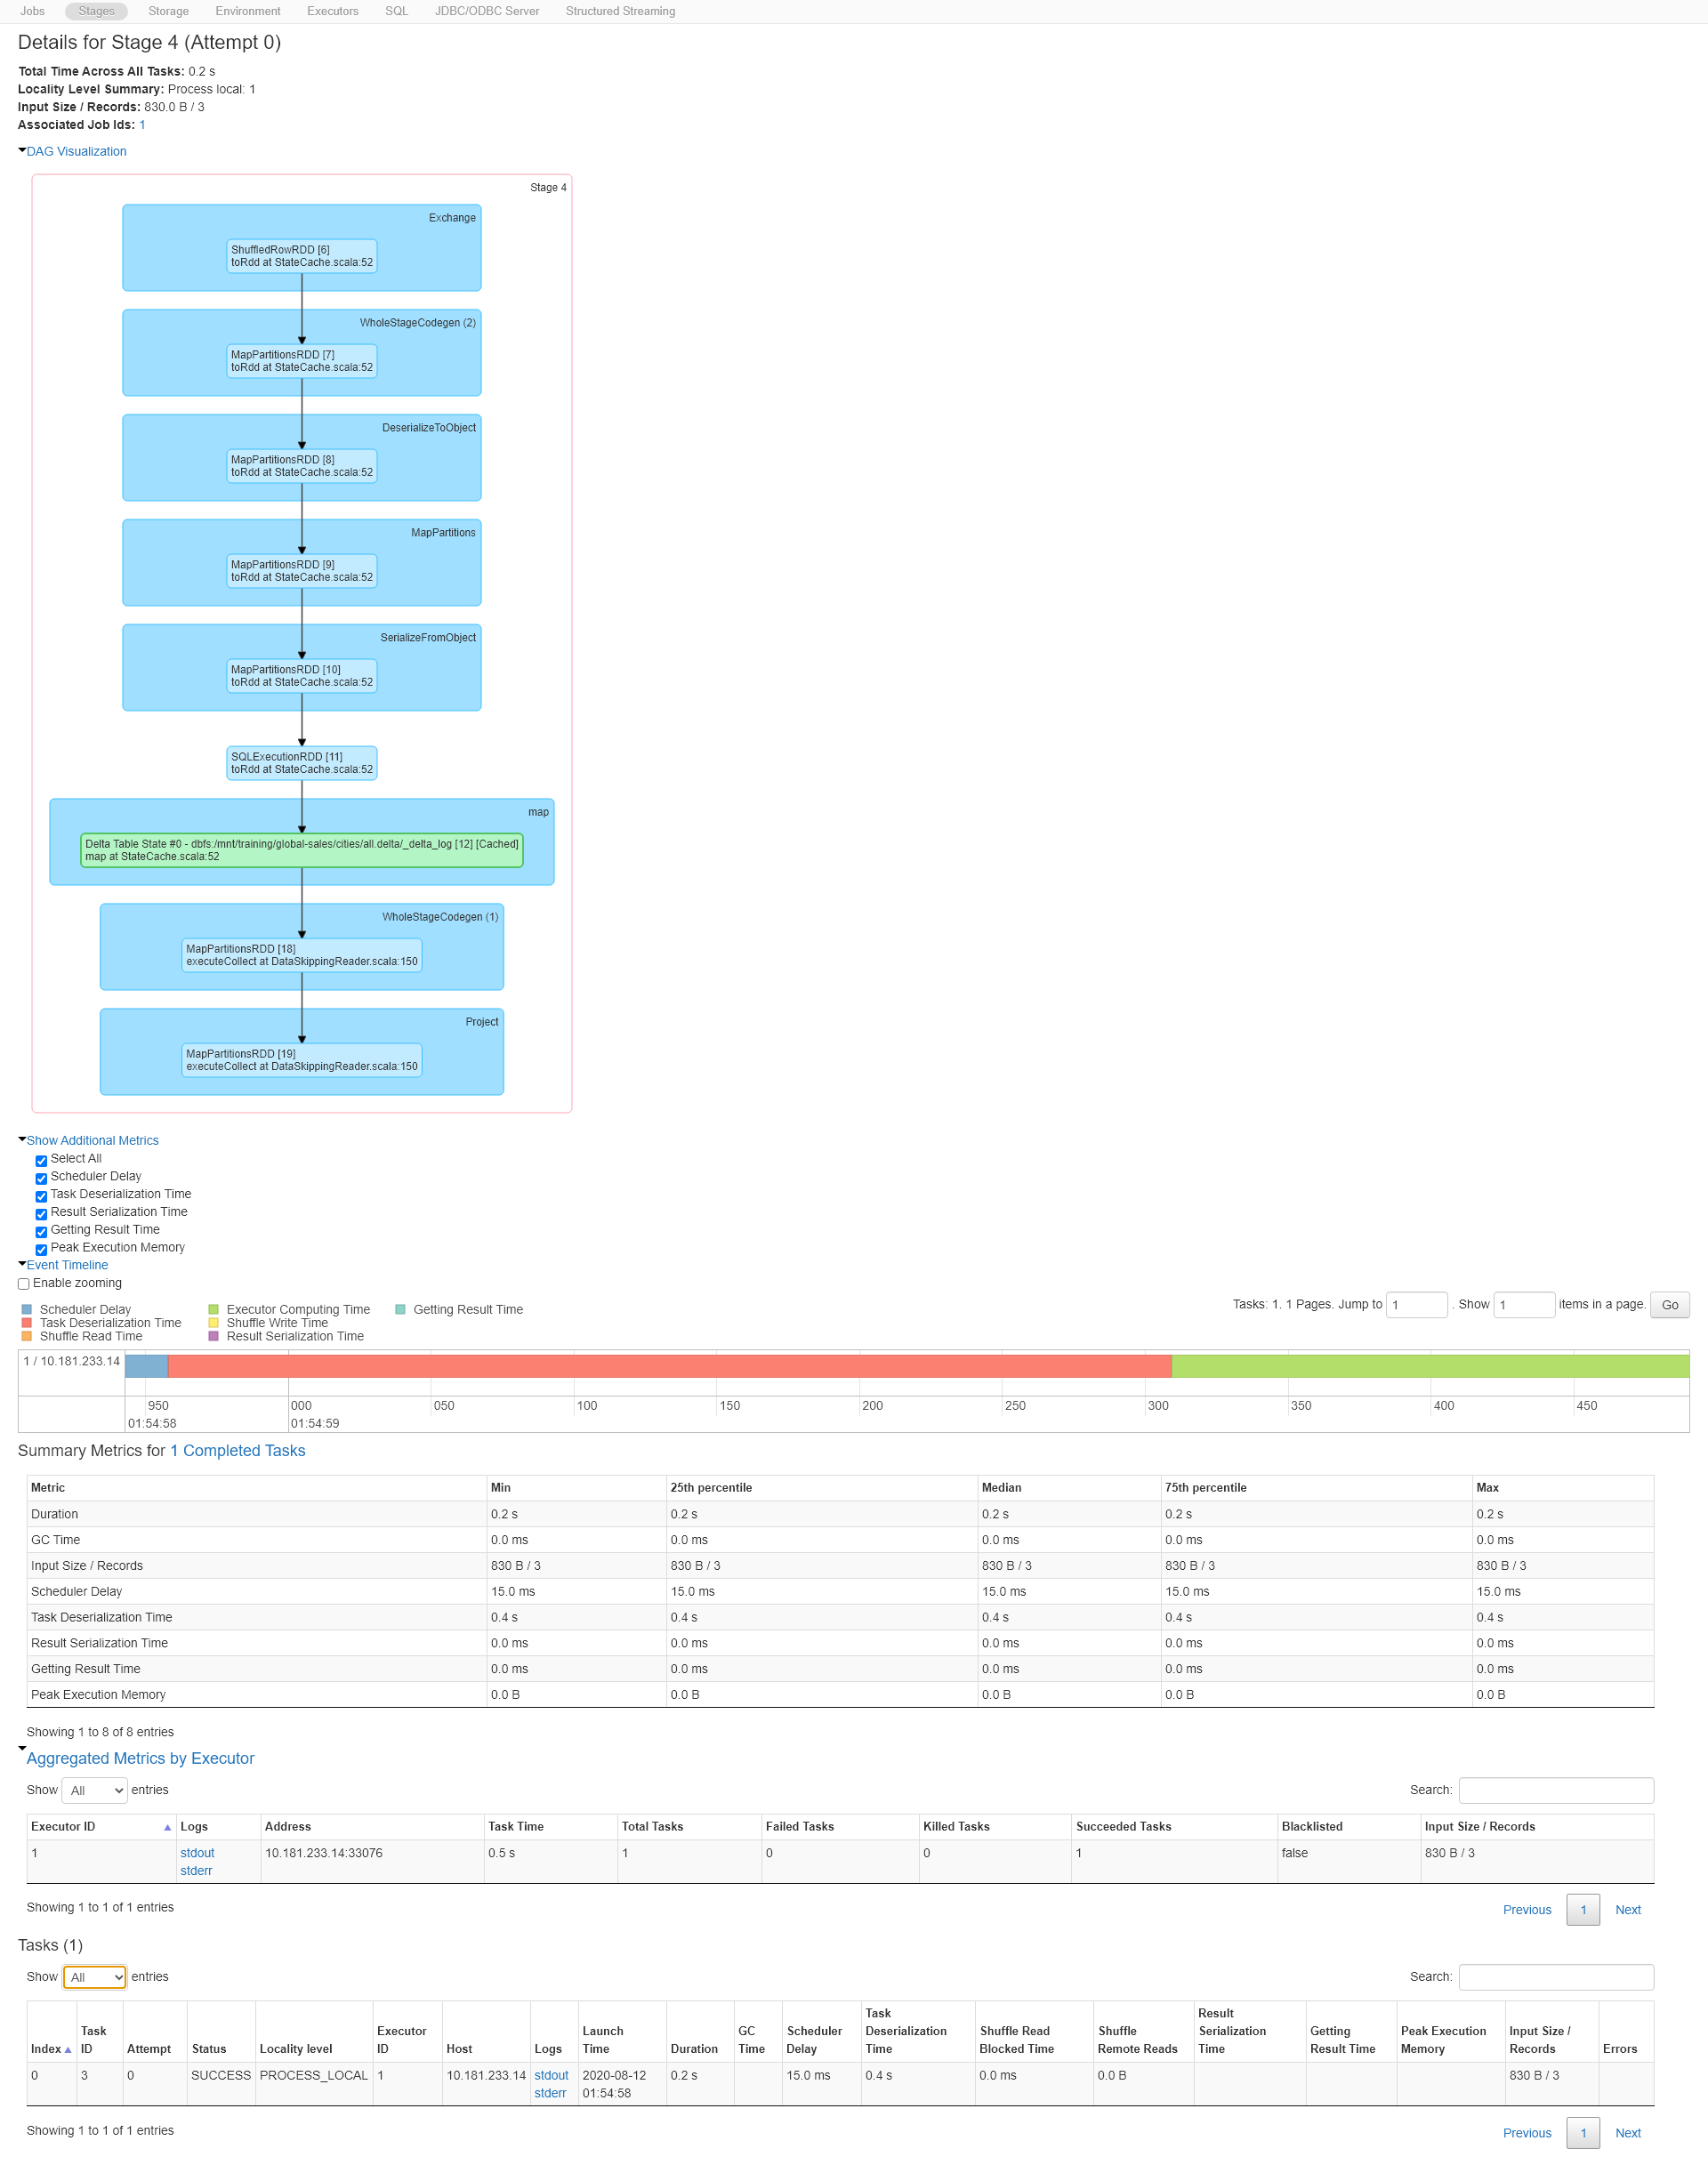 Jobs Stages Storage Environment Executors SQL JDBC/ODBC Server Structured Streaming
Details for Stage 4 (Attempt 0)
Total Time Across All Tasks: 0.2 s
Locality Level Summary: Process local: 1
Input Size / Records: 830.0 B / 3
Associated Job Ids: 1
DAG Visualization
Stage 4
Exchange
ShuffledRowRDD [6]
toRdd at StateCache.scala:52
WholeStageCodegen (2)
MapPartitionsRDD [7]
toRdd at StateCache.scala:52
DeserializeToObject
MapPartitionsRDD [8]
toRdd at StateCache.scala:52
MapPartitions
MapPartitionsRDD [9]
toRdd at StateCache.scala:52
SerializeFromObject
MapPartitionsRDD [10]
toRdd at StateCache.scala:52
SQLExecutionRDD [11]
toRdd at StateCache.scala:52
map
Delta Table State #0 - dbfs:/mnt/training/global-sales/cities/all.delta/_delta_log [12] [Cached]
map at StateCache.scala:52
WholeStageCodegen (1)
MapPartitionsRDD [18]
executeCollect at DataSkippingReader.scala:150
Project
MapPartitionsRDD [19]
executeCollect at DataSkippingReader.scala:150
Show Additional Metrics
Select All
Scheduler Delay
Task Deserialization Time
Result Serialization Time
Getting Result Time
Peak Execution Memory
Event Timeline
Enable zooming
Tasks: 1. 1 Pages. Jump to 1 . Show 1 items in a page. Go
Scheduler Delay Executor Computing Time Getting Result Time
Task Deserialization Time Shuffle Write Time
Shuffle Read Time Result Serialization Time
1 / 10.181.233.14
950 000 050 100 150 200 250 300 350 400 450
01:54:58 01:54:59
Summary Metrics for 1 Completed Tasks
Metric Min 25th percentile Median 75th percentile Max
Duration 0.2 s 0.2 s 0.2 s 0.2 s 0.2 s
GC Time 0.0 ms 0.0 ms 0.0 ms 0.0 ms 0.0 ms
Input Size / Records 830 B / 3 830 B / 3 830 B / 3 830 B / 3 830 B / 3
Scheduler Delay 15.0 ms 15.0 ms 15.0 ms 15.0 ms 15.0 ms
Task Deserialization Time 0.4 s 0.4 s 0.4 s 0.4 s 0.4 s
Result Serialization Time 0.0 ms 0.0 ms 0.0 ms 0.0 ms 0.0 ms
Getting Result Time 0.0 ms 0.0 ms 0.0 ms 0.0 ms 0.0 ms
Peak Execution Memory 0.0 B 0.0 B 0.0 B 0.0 B 0.0 B
Showing 1 to 8 of 8 entries
Aggregated Metrics by Executor
Show All entries Search:
Executor ID Logs Address Task Time Total Tasks Failed Tasks Killed Tasks Succeeded Tasks Blacklisted Input Size / Records
1 stdout 10.181.233.14:33076 0.5 s 1 0 0 1 false 830 B / 3
stderr
Showing 1 to 1 of 1 entries Previous 1 Next
Tasks (1)
Show All entries Search:
Task Result
Task Executor Launch GC Scheduler Deserialization Shuffle Read Shuffle Serialization Getting Peak Execution Input Size /
Index ID Attempt Status Locality level ID Host Logs Time Duration Time Delay Time Blocked Time Remote Reads Time Result Time Memory Records Errors
0 3 0 SUCCESS PROCESS_LOCAL 1 10.181.233.14 stdout 2020-08-12 0.2 s 15.0 ms 0.4 s 0.0 ms 0.0 B 830 B / 3
stderr 01:54:58
Showing 1 to 1 of 1 entries Previous 1 Next